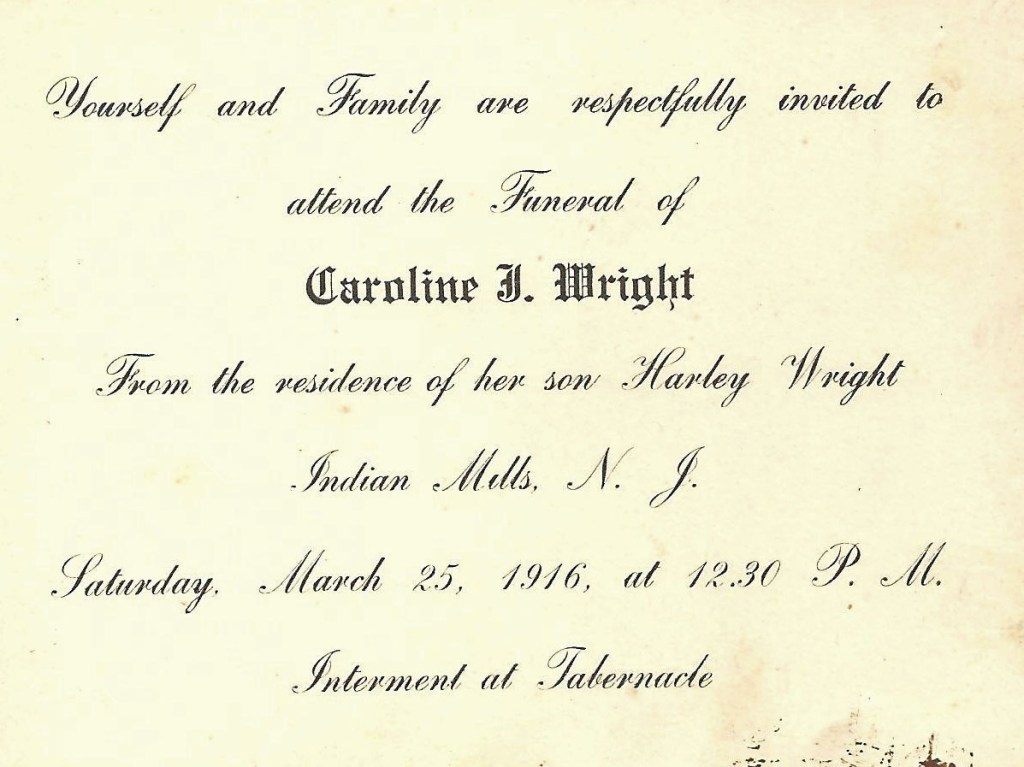 Yourself and Family are respectfully invited to
attend the Funeral of
Caroline I. Wright
From the residence of her son Harley Wright
Indian Mills, N. J.
Saturday, March 25, 1916, at 12.30 P. M.
Interment at Tabernacle